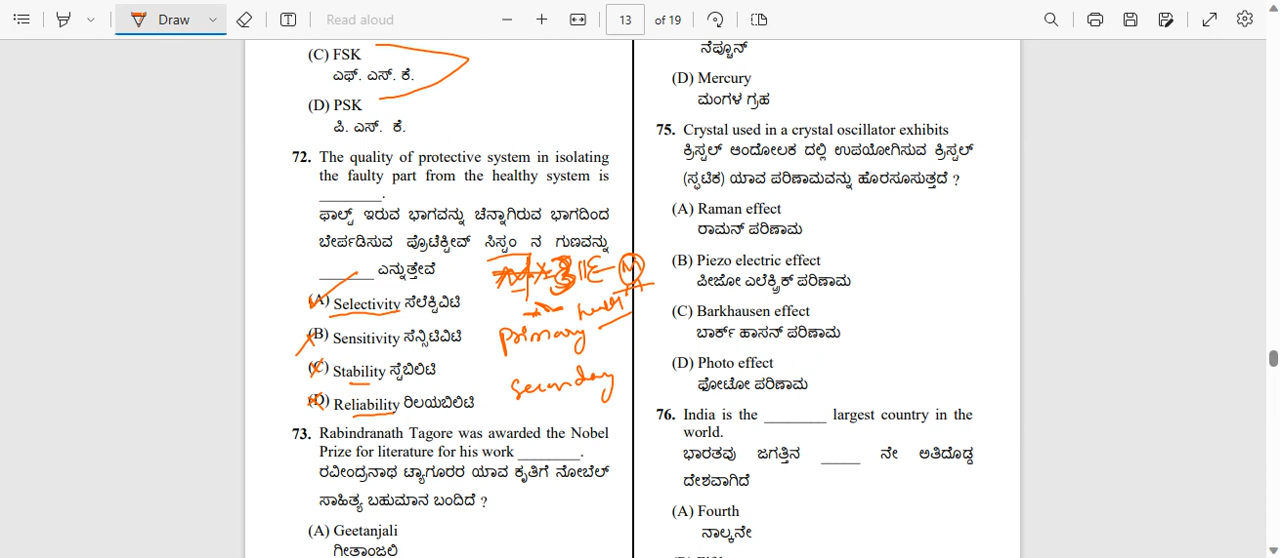 Draw
Read aloud
13
of 19
(C) FSK
ಎಫ್. ಎಸ್. ಕೆ.
(D) PSK
ಪಿ. ಎಸ್. ಕೆ.
72. The quality of protective system in isolating
the faulty part from the healthy system is
________.
ಫಾಲ್ಟ್ ಇರುವ ಭಾಗವನ್ನು ಚೆನ್ನಾಗಿರುವ ಭಾಗದಿಂದ
ಬೇರ್ಪಡಿಸುವ ಪ್ರೊಟೆಕ್ಟೀವ್ ಸಿಸ್ಟಂ ನ ಗುಣವನ್ನು
_______ ಎನ್ನುತ್ತೇವೆ
(A) Selectivity ಸೆಲೆಕ್ಟಿವಿಟಿ
(B) Sensitivity ಸೆನ್ಸಿಟಿವಿಟಿ
(C) Stability ಸ್ಟೆಬಿಲಿಟಿ
(D) Reliability ರಿಲಯಬಿಲಿಟಿ
primary
secondary
73. Rabindranath Tagore was awarded the Nobel
Prize for literature for his work ________.
ರವೀಂದ್ರನಾಥ ಟ್ಯಾಗೂರರ ಯಾವ ಕೃತಿಗೆ ನೋಬೆಲ್
ಸಾಹಿತ್ಯ ಬಹುಮಾನ ಬಂದಿದೆ ?
(A) Geetanjali
ಗೀತಾಂಜಲಿ
ನೆಪ್ಚೂನ್
(D) Mercury
ಮಂಗಳ ಗ್ರಹ
75. Crystal used in a crystal oscillator exhibits
ಕ್ರಿಸ್ಟಲ್ ಆಂದೋಲಕ ದಲ್ಲಿ ಉಪಯೋಗಿಸುವ ಕ್ರಿಸ್ಟಲ್
(ಸ್ಫಟಿಕ) ಯಾವ ಪರಿಣಾಮವನ್ನು ಹೊರಸೂಸುತ್ತದೆ ?
(A) Raman effect
ರಾಮನ್ ಪರಿಣಾಮ
(B) Piezo electric effect
ಪೀಜೋ ಎಲೆಕ್ಟ್ರಿಕ್ ಪರಿಣಾಮ
(C) Barkhausen effect
ಬಾರ್ಕ್ ಹಾಸನ್ ಪರಿಣಾಮ
(D) Photo effect
ಫೋಟೋ ಪರಿಣಾಮ
76. India is the ________ largest country in the
world.
ಭಾರತವು ಜಗತ್ತಿನ _____ ನೇ ಅತಿದೊಡ್ಡ
ದೇಶವಾಗಿದೆ
(A) Fourth
ನಾಲ್ಕನೇ